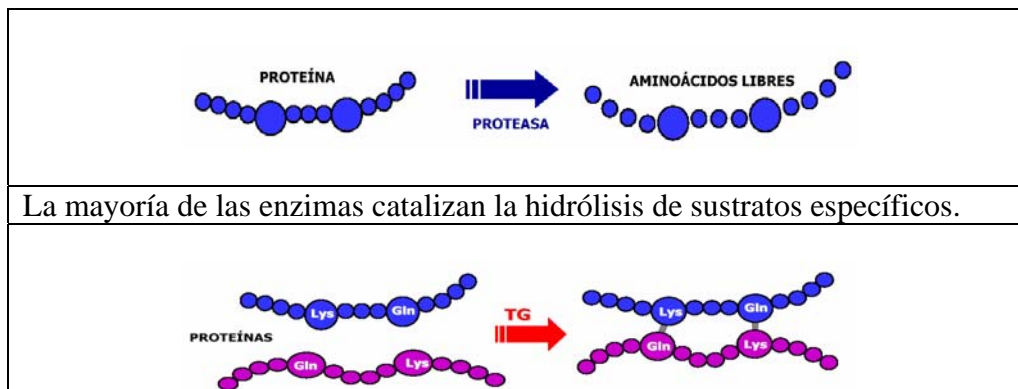 PROTEÍNA
PROTEASA
AMINOÁCIDOS LIBRES
La mayoría de las enzimas catalizan la hidrólisis de sustratos específicos.
PROTEÍNAS
Lys
Gln
Gln
Lys
TG
Lys
Gln
Gln
Lys